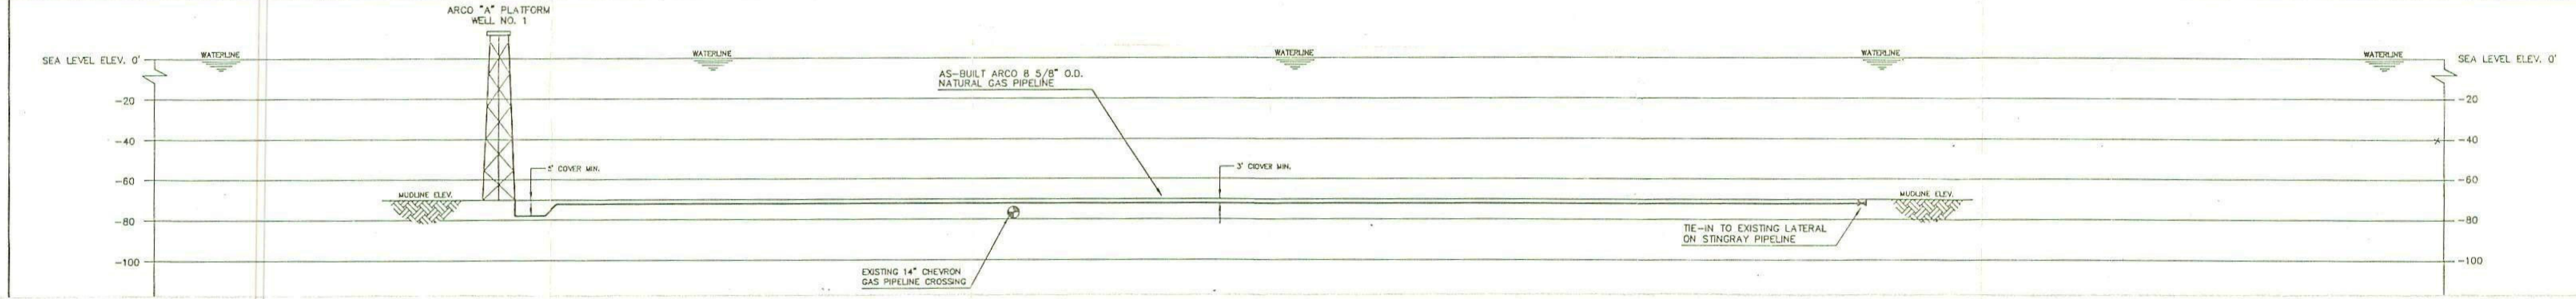 ARCO "A" PLATFORM
WELL NO. 1
SEA LEVEL ELEV. 0'
WATERLINE
WATERLINE
WATERLINE
WATERLINE
WATERLINE
SEA LEVEL ELEV. 0'
AS-BUILT ARCO 8 5/8" O.D.
NATURAL GAS PIPELINE
-20
-20
-40
-40
COVER MIN.
3' COVER MIN.
-60
-60
MUDLINE ELEV.
MUDLINE ELEV.
-80
-80
TIE-IN TO EXISTING LATERAL
ON STINGRAY PIPELINE
-100
-100
EXISTING 14" CHEVRON
GAS PIPELINE CROSSING